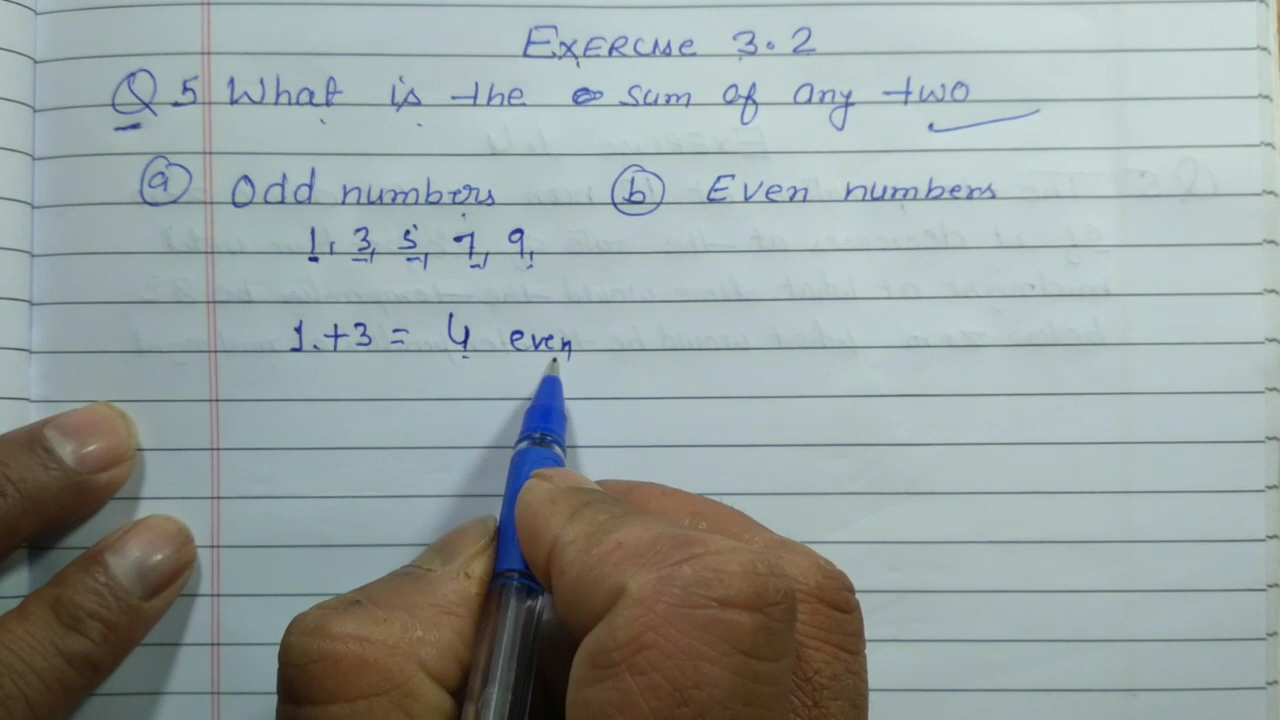 EXERCISE 3.2
Q 5 What is the sum of any two
(a) Odd numbers (b) Even numbers
1, 3, 5, 7, 9,
1 + 3 = 4 even